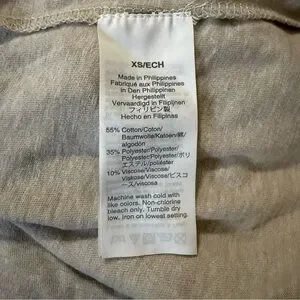 XS/ECH
Made in Philippines
Fabriqué aux Philippines
In Den Philippinen
Hergestellt
Vervaardigd in Filipijnen
フィリピン製
Hecho en Filipinas
55% Cotton/Coton/
Baumwolle/Katoen/綿/
algodón
35% Polyester/Polyester/
Polyester/Polyester/ポリ
エステル/poliéster
10% Viscose/Viscose/
Viskose/Viscose/ビスコ
ース/viscosa
Machine wash cold with
like colors. Non-chlorine
bleach only. Tumble dry
low. Iron on lowest setting.